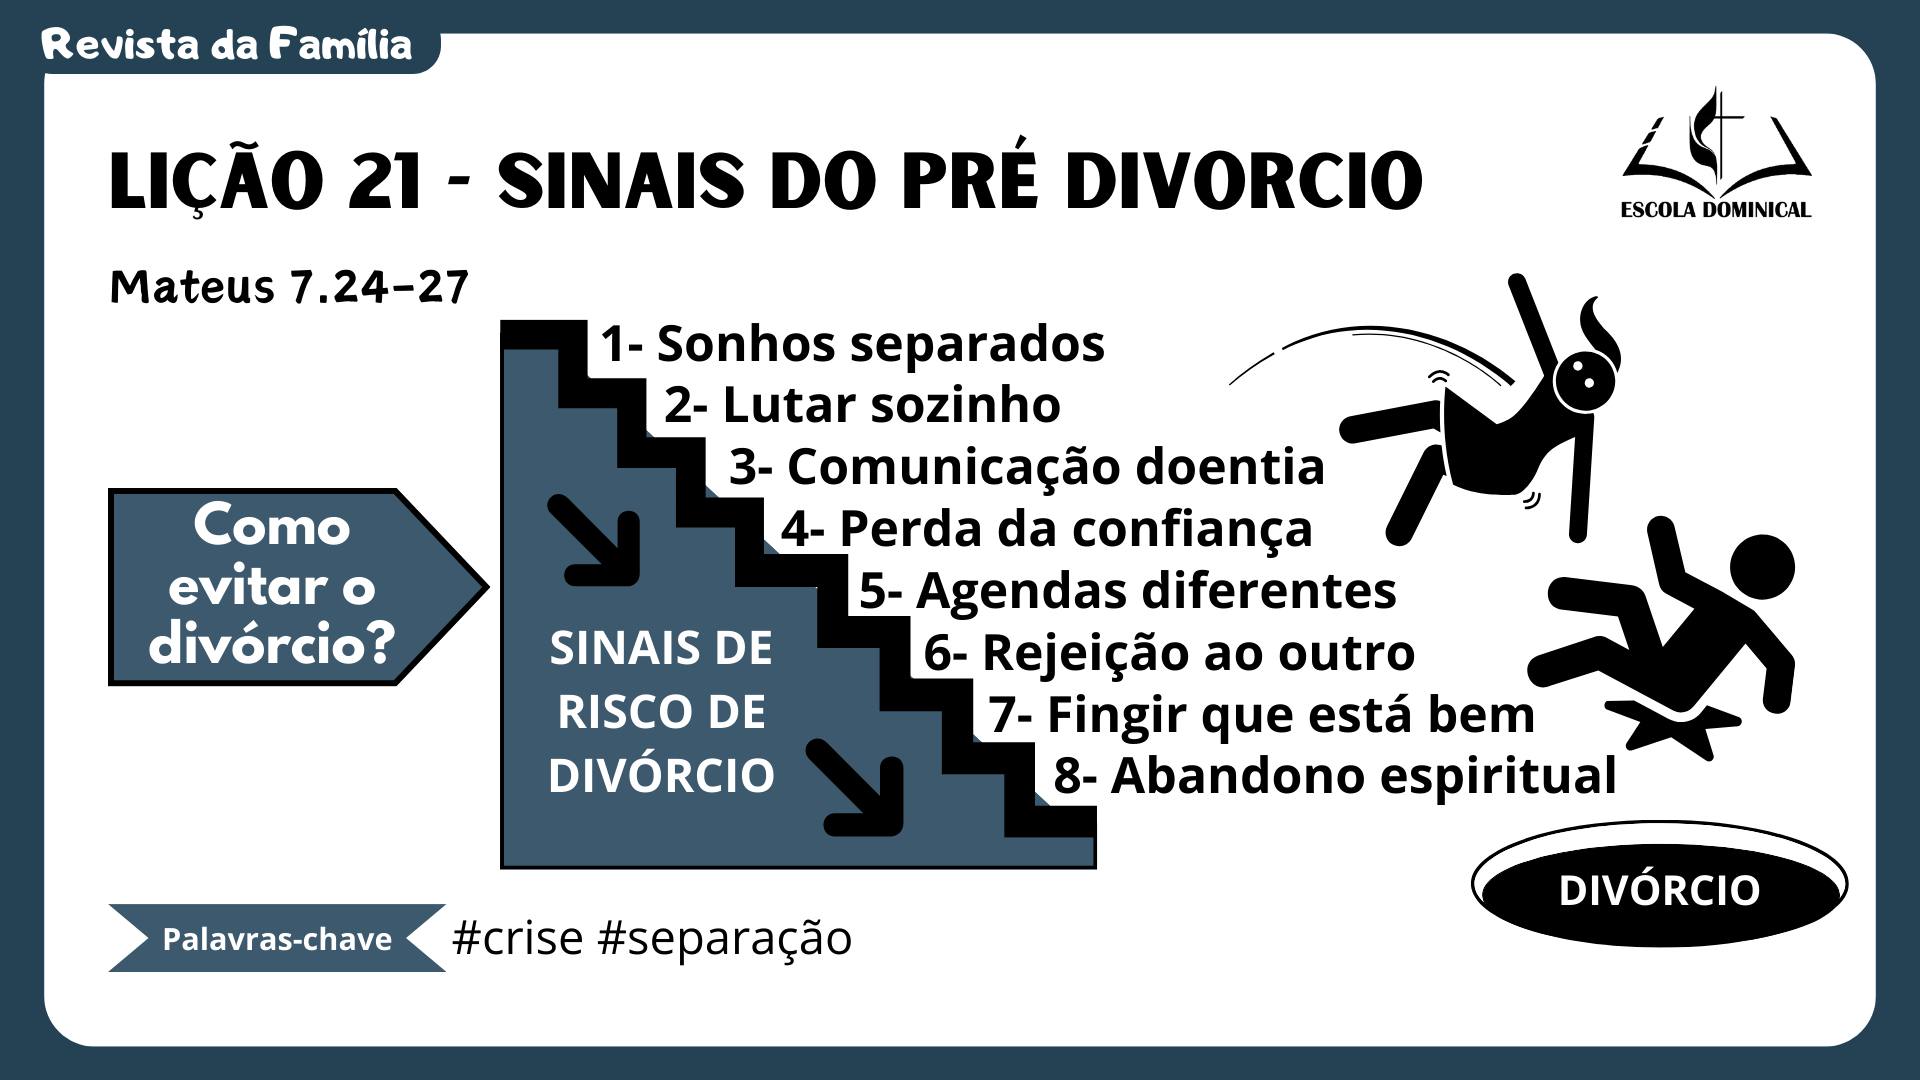 Revista da Família
LIÇÃO 21 - SINAIS DO PRÉ DIVORCIO
ESCOLA DOMINICAL
Mateus 7.24-27
1- Sonhos separados
2- Lutar sozinho
3- Comunicação doentia
4- Perda da confiança
5- Agendas diferentes
6- Rejeição ao outro
7- Fingir que está bem
8- Abandono espiritual
Como
evitar o
divórcio?
SINAIS DE
RISCO DE
DIVÓRCIO
DIVÓRCIO
Palavras-chave
#crise #separação